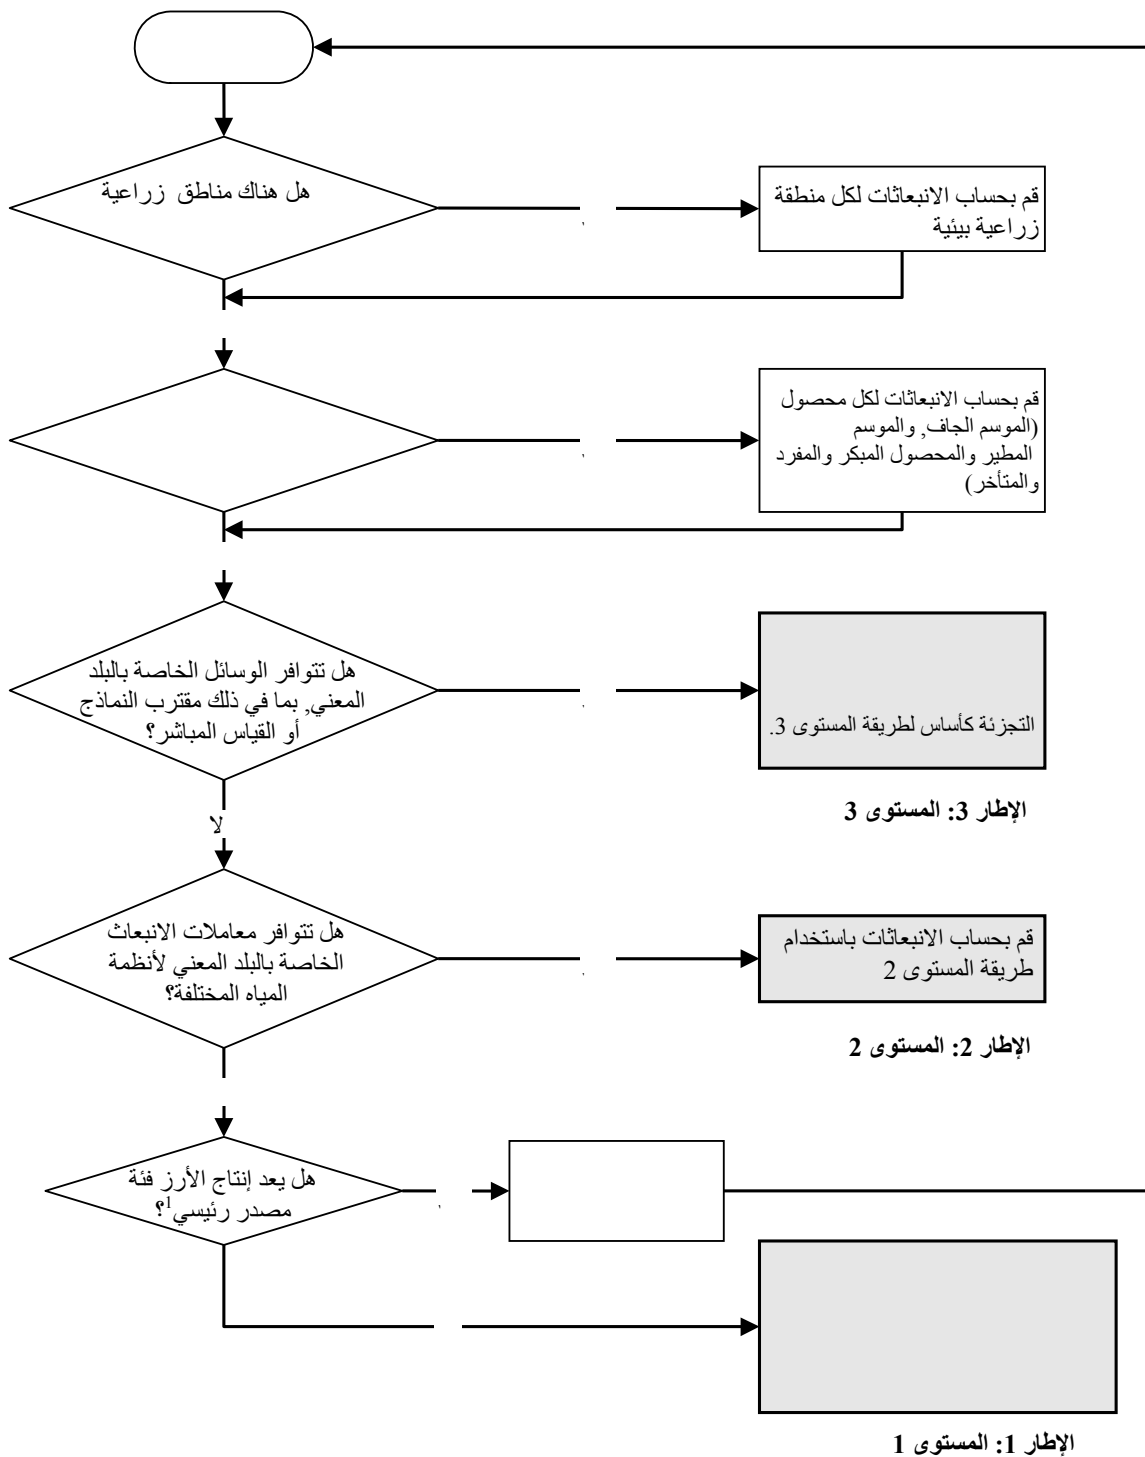 هل هناك مناطق زراعية
قم بحساب الانبعاثات لكل منطقة
زراعية بيئية
قم بحساب الانبعاثات لكل محصول
(الموسم الجاف, والموسم
المطير والمحصول المبكر والمفرد
والمتأخر)
هل تتوافر الوسائل الخاصة بالبلد
المعني, بما في ذلك مقترب النماذج
أو القياس المباشر؟
التجزئة كأساس لطريقة المستوى 3.
الإطار 3: المستوى 3
لا
هل تتوافر معاملات الانبعاث
الخاصة بالبلد المعني لأنظمة
المياه المختلفة؟
قم بحساب الانبعاثات باستخدام
طريقة المستوى 2
الإطار 2: المستوى 2
هل يعد إنتاج الأرز فئة
مصدر رئيسي1؟
الإطار 1: المستوى 1